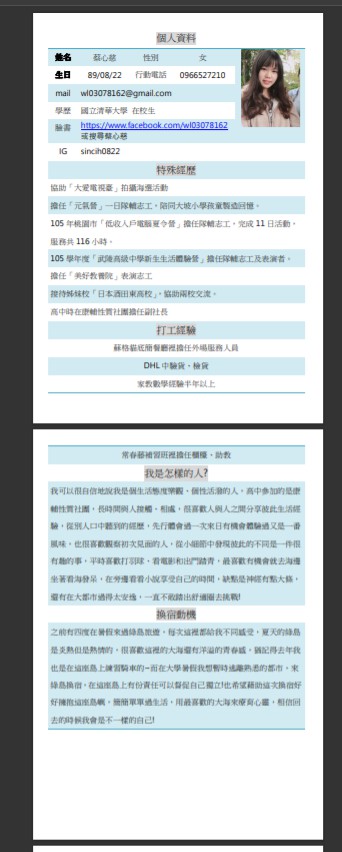 個人資料
姓名 蔡心慈 性別 女
生日 89/08/22 行動電話 0966527210
mail wl03078162@gmail.com
學歷 國立清華大學 在校生
臉書 https://www.facebook.com/wl03078162
或搜尋蔡心慈
IG sincih0822
特殊經歷
協助「大愛電視臺」拍攝海選活動
擔任「元氣營」一日隊輔志工，陪同大坡小學孩童製造回憶。
105 年桃園市「低收入戶電腦夏令營」擔任隊輔志工，完成 11 日活動，
服務共 116 小時。
105 學年度「武陵高級中學新生生活體驗營」擔任隊輔志工及表演者。
擔任「美好教養院」表演志工
接待姊妹校「日本酒田東高校」，協助兩校交流。
高中時在康輔性質社團擔任副社長
打工經驗
蘇格貓底咖餐廳裡擔任外場服務人員
DHL 中驗貨、檢貨
家教數學經驗半年以上
常春藤補習班裡擔任櫃檯、助教
我是怎樣的人?
我可以很自信地說我是個生活態度樂觀、個性活潑的人，高中參加的是康
輔性質社團，長時間與人接觸、相處，很喜歡人與人之間分享彼此生活經
驗，從別人口中聽到的經歷，先行體會過一次來日有機會體驗過又是一番
風味，也很喜歡觀察初次見面的人，從小細節中發現彼此的不同是一件很
有趣的事，平時喜歡打羽球、看電影和出門踏青，最喜歡有機會就去海邊
坐著看海發呆，在旁邊看看小說享受自己的時間，缺點是神經有點大條，
還有在大都市過得太安逸，一直不敢踏出舒適圈去挑戰!
換宿動機
之前有四度在暑假來過綠島旅遊，每次這裡都給我不同感受，夏天的綠島
是炎熱但是熱情的，很喜歡這裡的大海還有洋溢的青春感，猶記得去年我
也是在這座島上練習騎車的~而在大學暑假我想暫時逃離熟悉的都市，來
綠島換宿，在這座島上有份責任可以督促自己獨立!也希望藉助這次換宿好
好擁抱這座島嶼，簡簡單單過生活，用最喜歡的大海來療育心靈，相信回
去的時候我會是不一樣的自己!